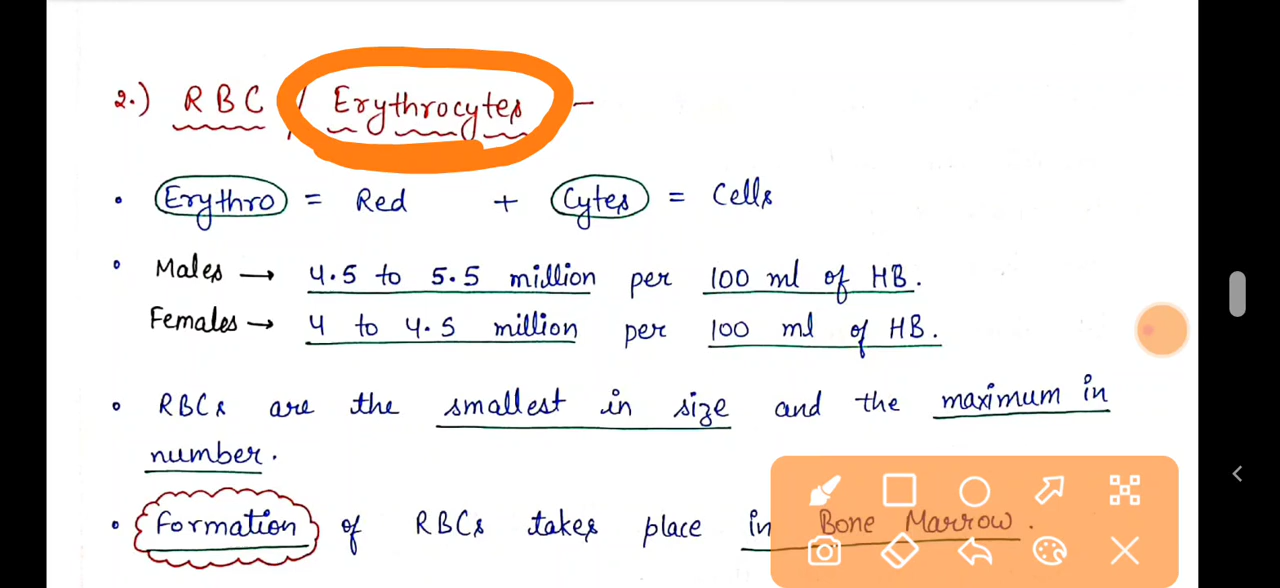 2.) RBC / Erythrocytes -
• Erythro = Red + Cytes = Cells
• Males → 4.5 to 5.5 million per 100 ml of HB.
Females → 4 to 4.5 million per 100 ml of HB.
• RBCs are the smallest in size and the maximum in
number.
• Formation of RBCs takes place in Bone Marrow.